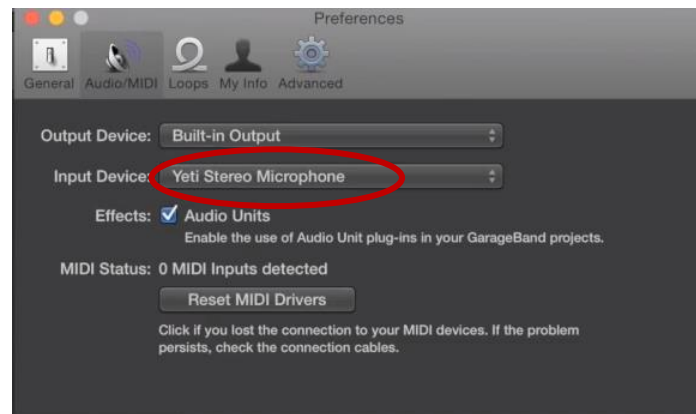 Preferences
General Audio/MIDI Loops My Info Advanced
Output Device: Built-in Output
Input Device: Yeti Stereo Microphone
Effects: Audio Units
Enable the use of Audio Unit plug-ins in your GarageBand projects.
MIDI Status: 0 MIDI Inputs detected
Reset MIDI Drivers
Click if you lost the connection to your MIDI devices. If the problem
persists, check the connection cables.